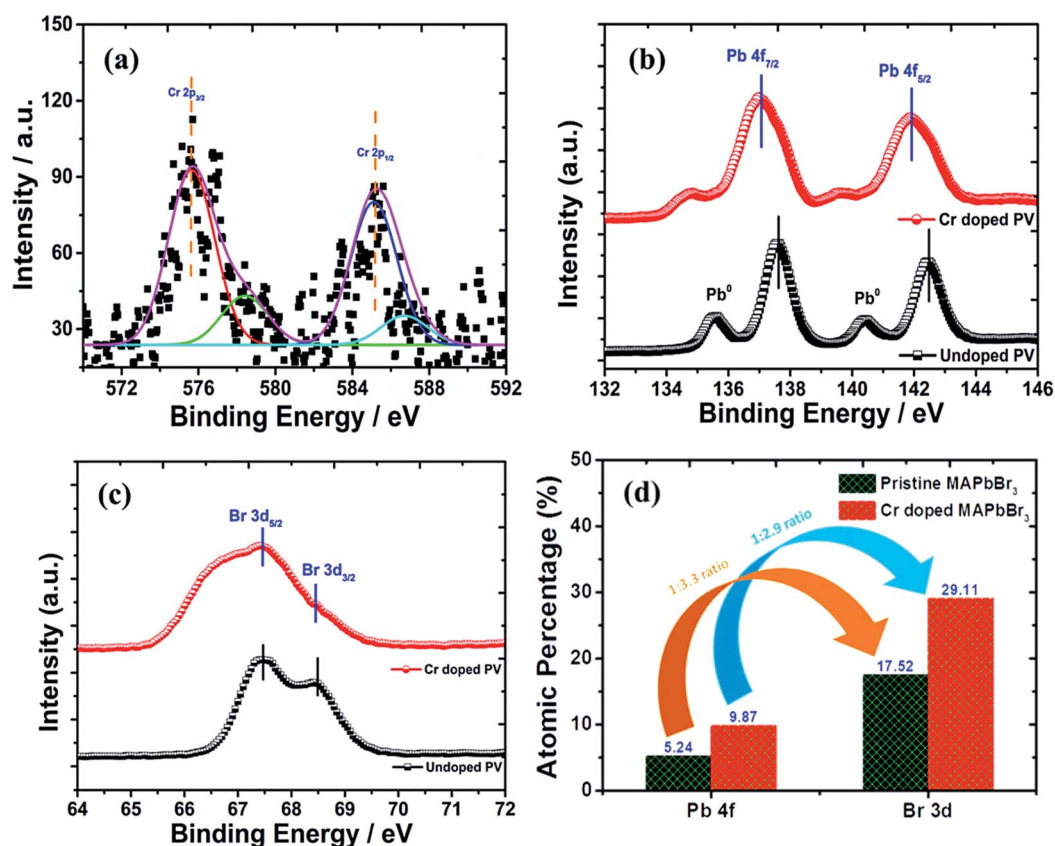 (a)
Cr 2p3/2
Cr 2p1/2
Intensity / a.u.
150
120
90
60
30
572 576 580 584 588 592
Binding Energy / eV
(b)
Pb 4f7/2
Pb 4f5/2
Cr doped PV
Pb0
Pb0
Undoped PV
Intensity (a.u.)
132 134 136 138 140 142 144 146
Binding Energy / eV
(c)
Br 3d5/2
Br 3d3/2
Cr doped PV
Undoped PV
Intensity (a.u.)
64 65 66 67 68 69 70 71 72
Binding Energy / eV
(d)
Pristine MAPbBr3
Cr doped MAPbBr3
1:2.9 ratio
1:3.3 ratio
29.11
17.52
9.87
5.24
Atomic Percentage (%)
50
40
30
20
10
0
Pb 4f Br 3d